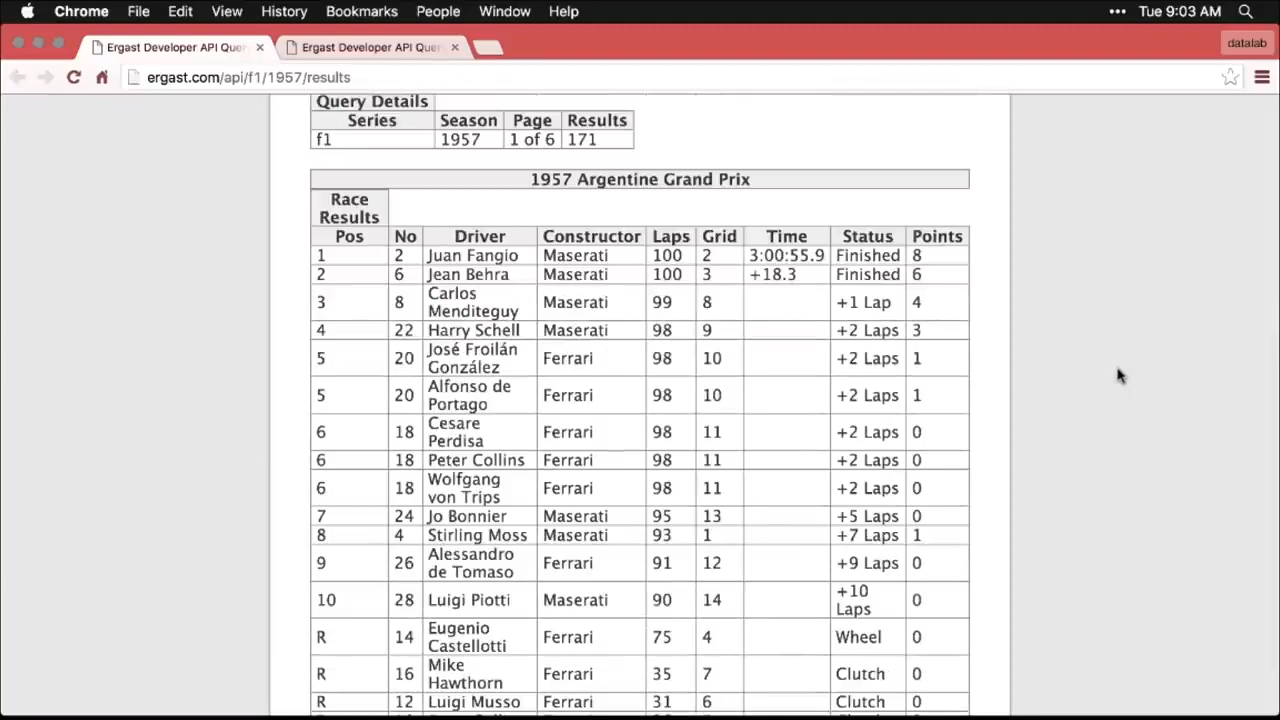 Chrome File Edit View History Bookmarks People Window Help ••• Tue 9:03 AM
Ergast Developer API Quer × Ergast Developer API Quer × datalab
ergast.com/api/f1/1957/results
Query Details
Series Season Page Results
f1 1957 1 of 6 171
1957 Argentine Grand Prix
Race
Results
Pos No Driver Constructor Laps Grid Time Status Points
1 2 Juan Fangio Maserati 100 2 3:00:55.9 Finished 8
2 6 Jean Behra Maserati 100 3 +18.3 Finished 6
3 8 Carlos Menditeguy Maserati 99 8 +1 Lap 4
4 22 Harry Schell Maserati 98 9 +2 Laps 3
5 20 José Froilán González Ferrari 98 10 +2 Laps 1
5 20 Alfonso de Portago Ferrari 98 10 +2 Laps 1
6 18 Cesare Perdisa Ferrari 98 11 +2 Laps 0
6 18 Peter Collins Ferrari 98 11 +2 Laps 0
6 18 Wolfgang von Trips Ferrari 98 11 +2 Laps 0
7 24 Jo Bonnier Maserati 95 13 +5 Laps 0
8 4 Stirling Moss Maserati 93 1 +7 Laps 1
9 26 Alessandro de Tomaso Ferrari 91 12 +9 Laps 0
10 28 Luigi Piotti Maserati 90 14 +10 Laps 0
R 14 Eugenio Castellotti Ferrari 75 4 Wheel 0
R 16 Mike Hawthorn Ferrari 35 7 Clutch 0
R 12 Luigi Musso Ferrari 31 6 Clutch 0